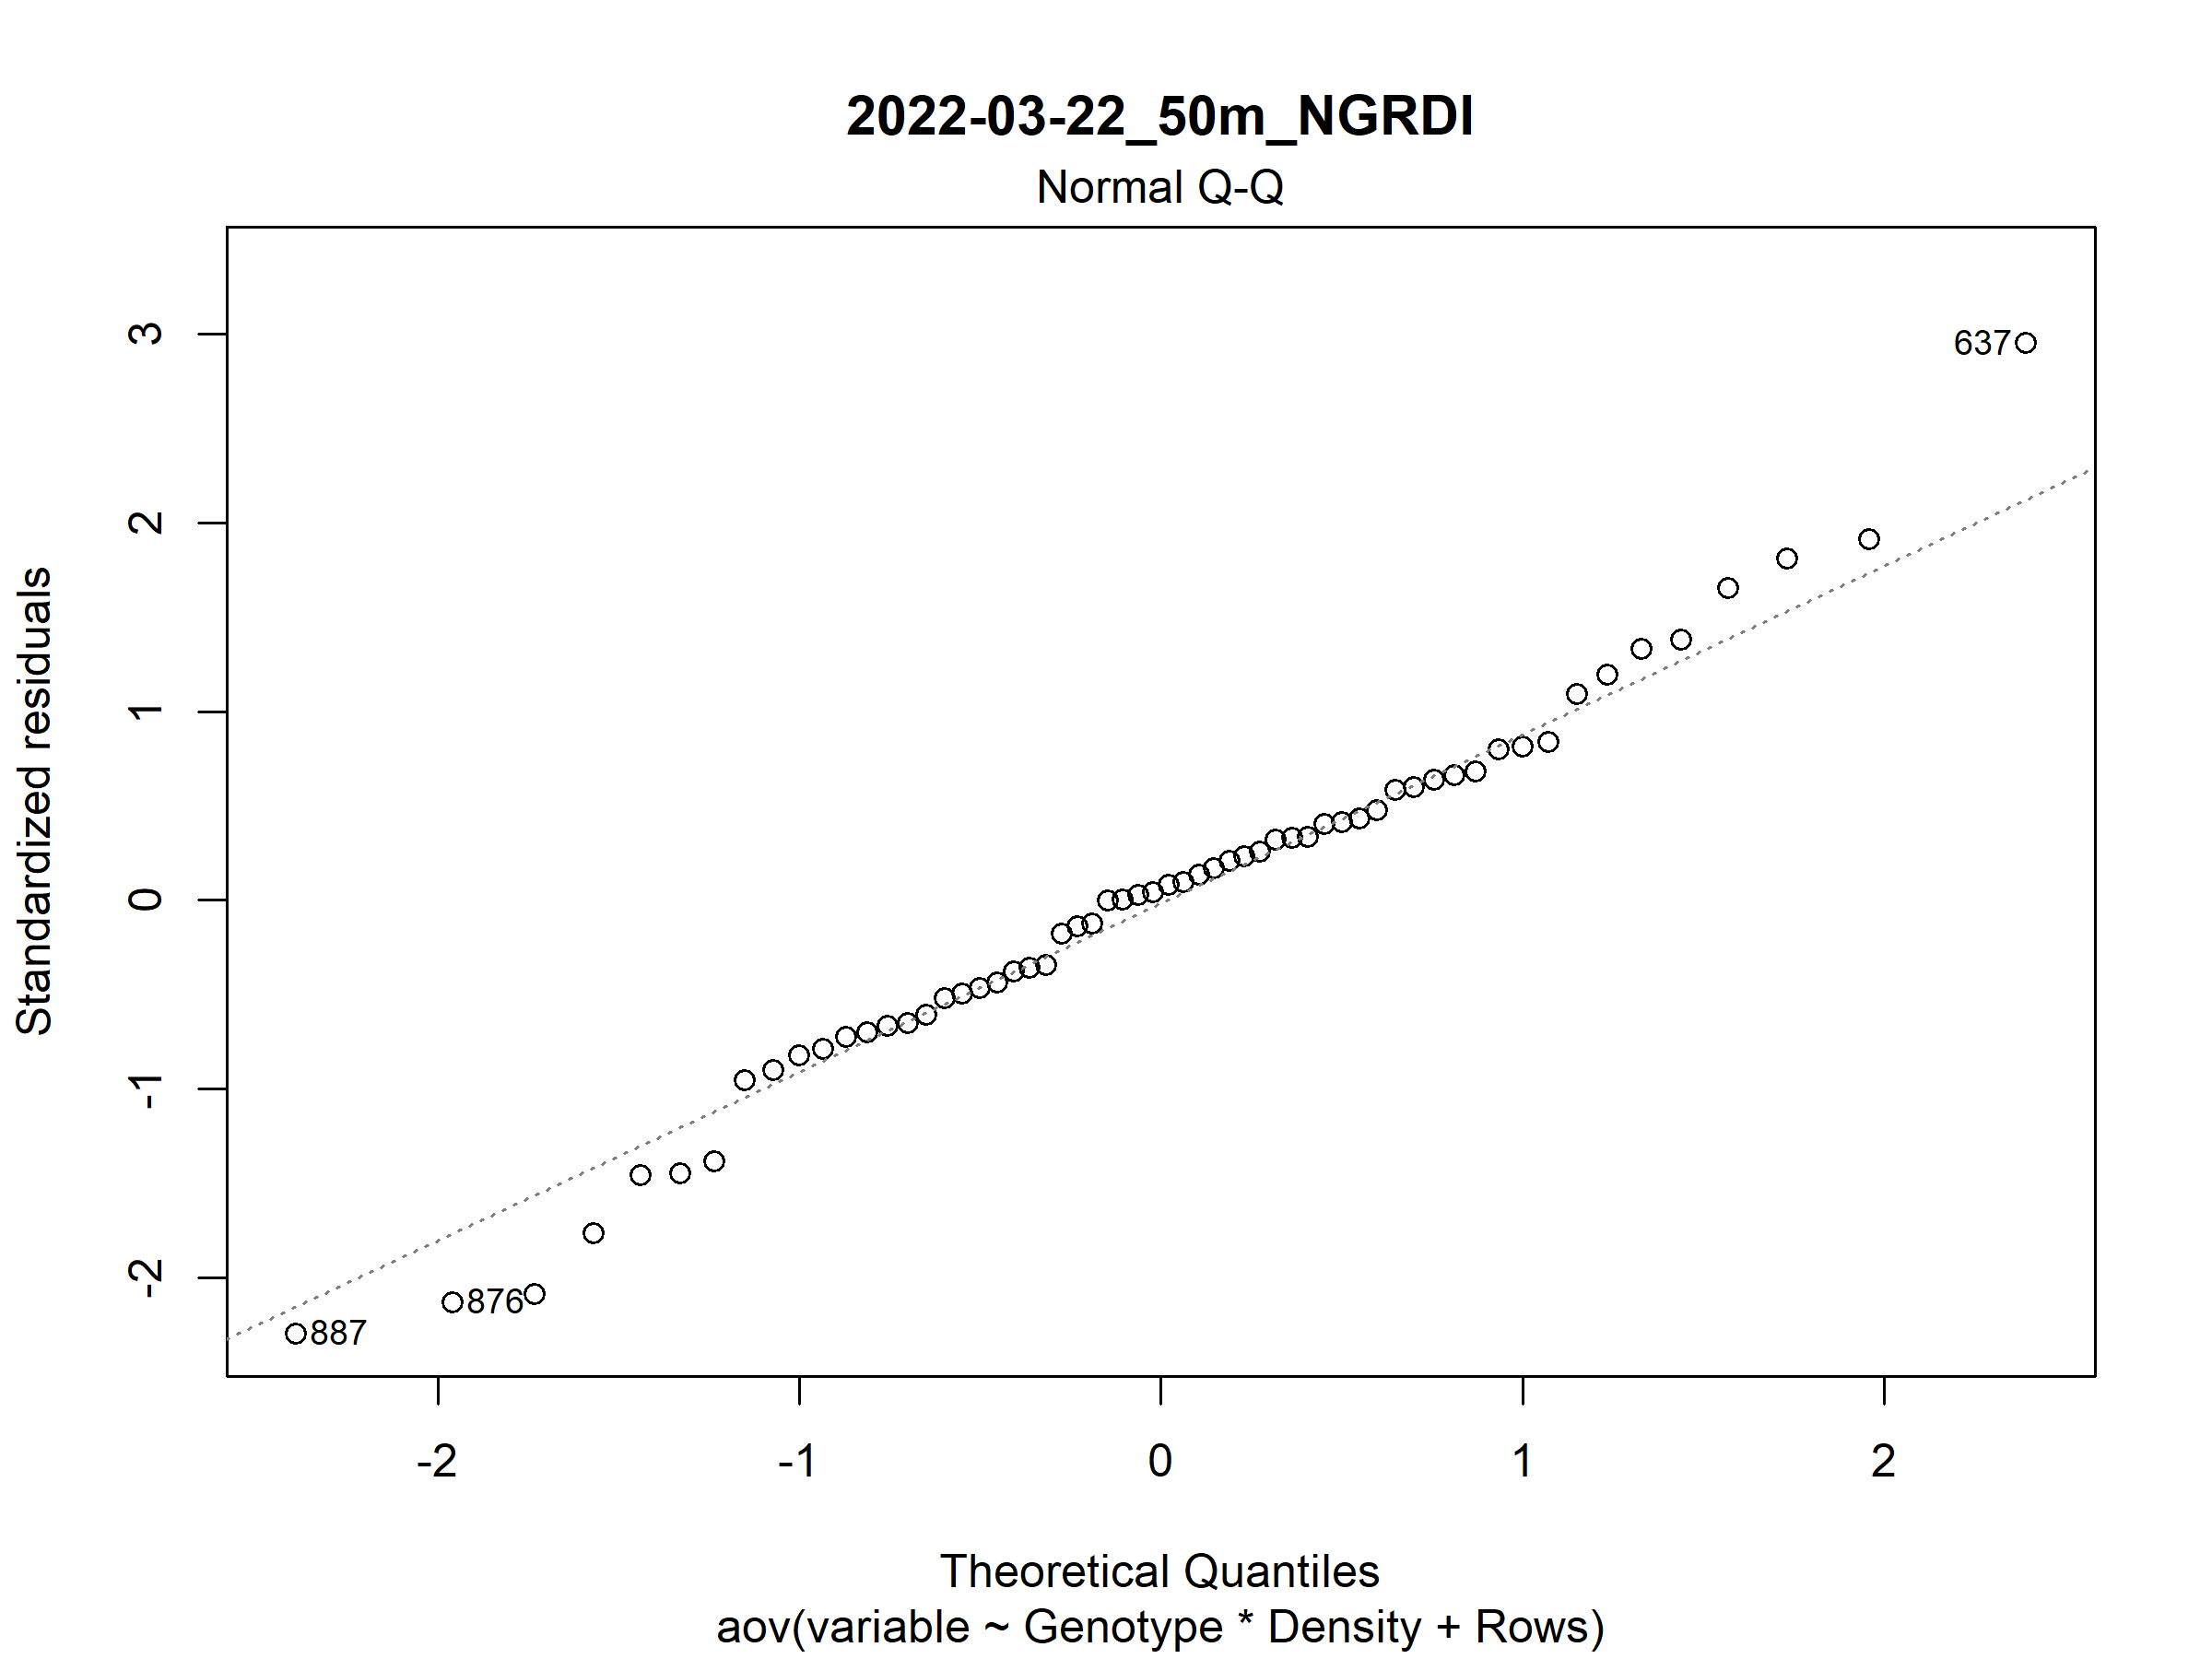 2022-03-22_50m_NGRDI
Normal Q-Q
Standardized residuals
3
2
1
0
-1
-2
637
876
887
-2
-1
0
1
2
Theoretical Quantiles
aov(variable ~ Genotype * Density + Rows)